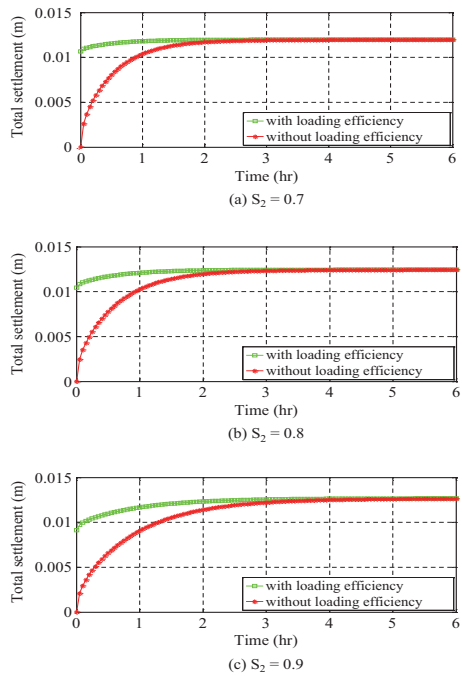 0.015
0.01
0.005
0
Total settlement (m)
with loading efficiency
without loading efficiency
0 1 2 3 4 5 6
Time (hr)
(a) S2 = 0.7
0.015
0.01
0.005
0
Total settlement (m)
with loading efficiency
without loading efficiency
0 1 2 3 4 5 6
Time (hr)
(b) S2 = 0.8
0.015
0.01
0.005
0
Total settlement (m)
with loading efficiency
without loading efficiency
0 1 2 3 4 5 6
Time (hr)
(c) S2 = 0.9